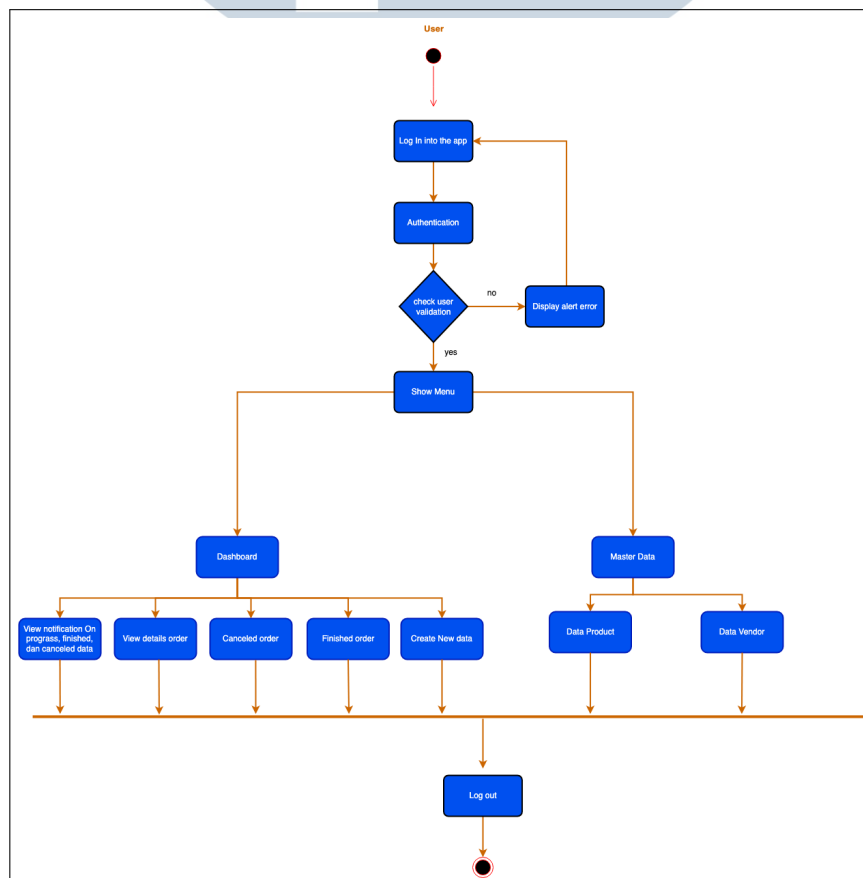 User
Log In into the app
Authentication
check user
validation
no
Display alert error
yes
Show Menu
Dashboard
Master Data
View notification On
prograss, finished,
dan canceled data
View details order
Canceled order
Finished order
Create New data
Data Product
Data Vendor
Log out